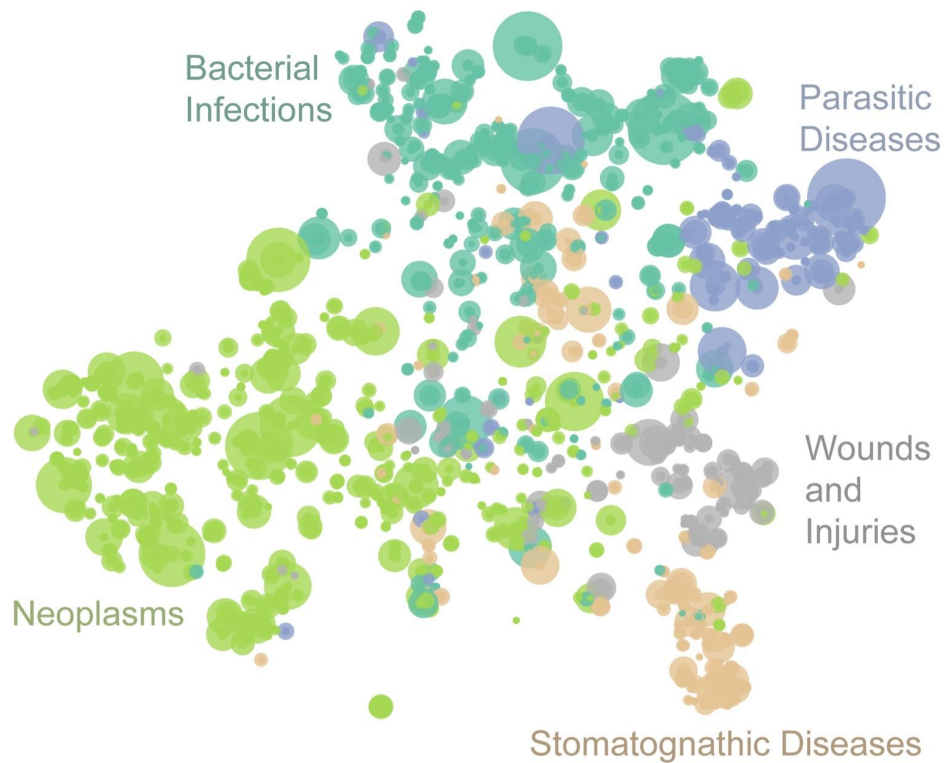 Bacterial
Infections
Parasitic
Diseases
Wounds
and
Injuries
Neoplasms
Stomatognathic Diseases